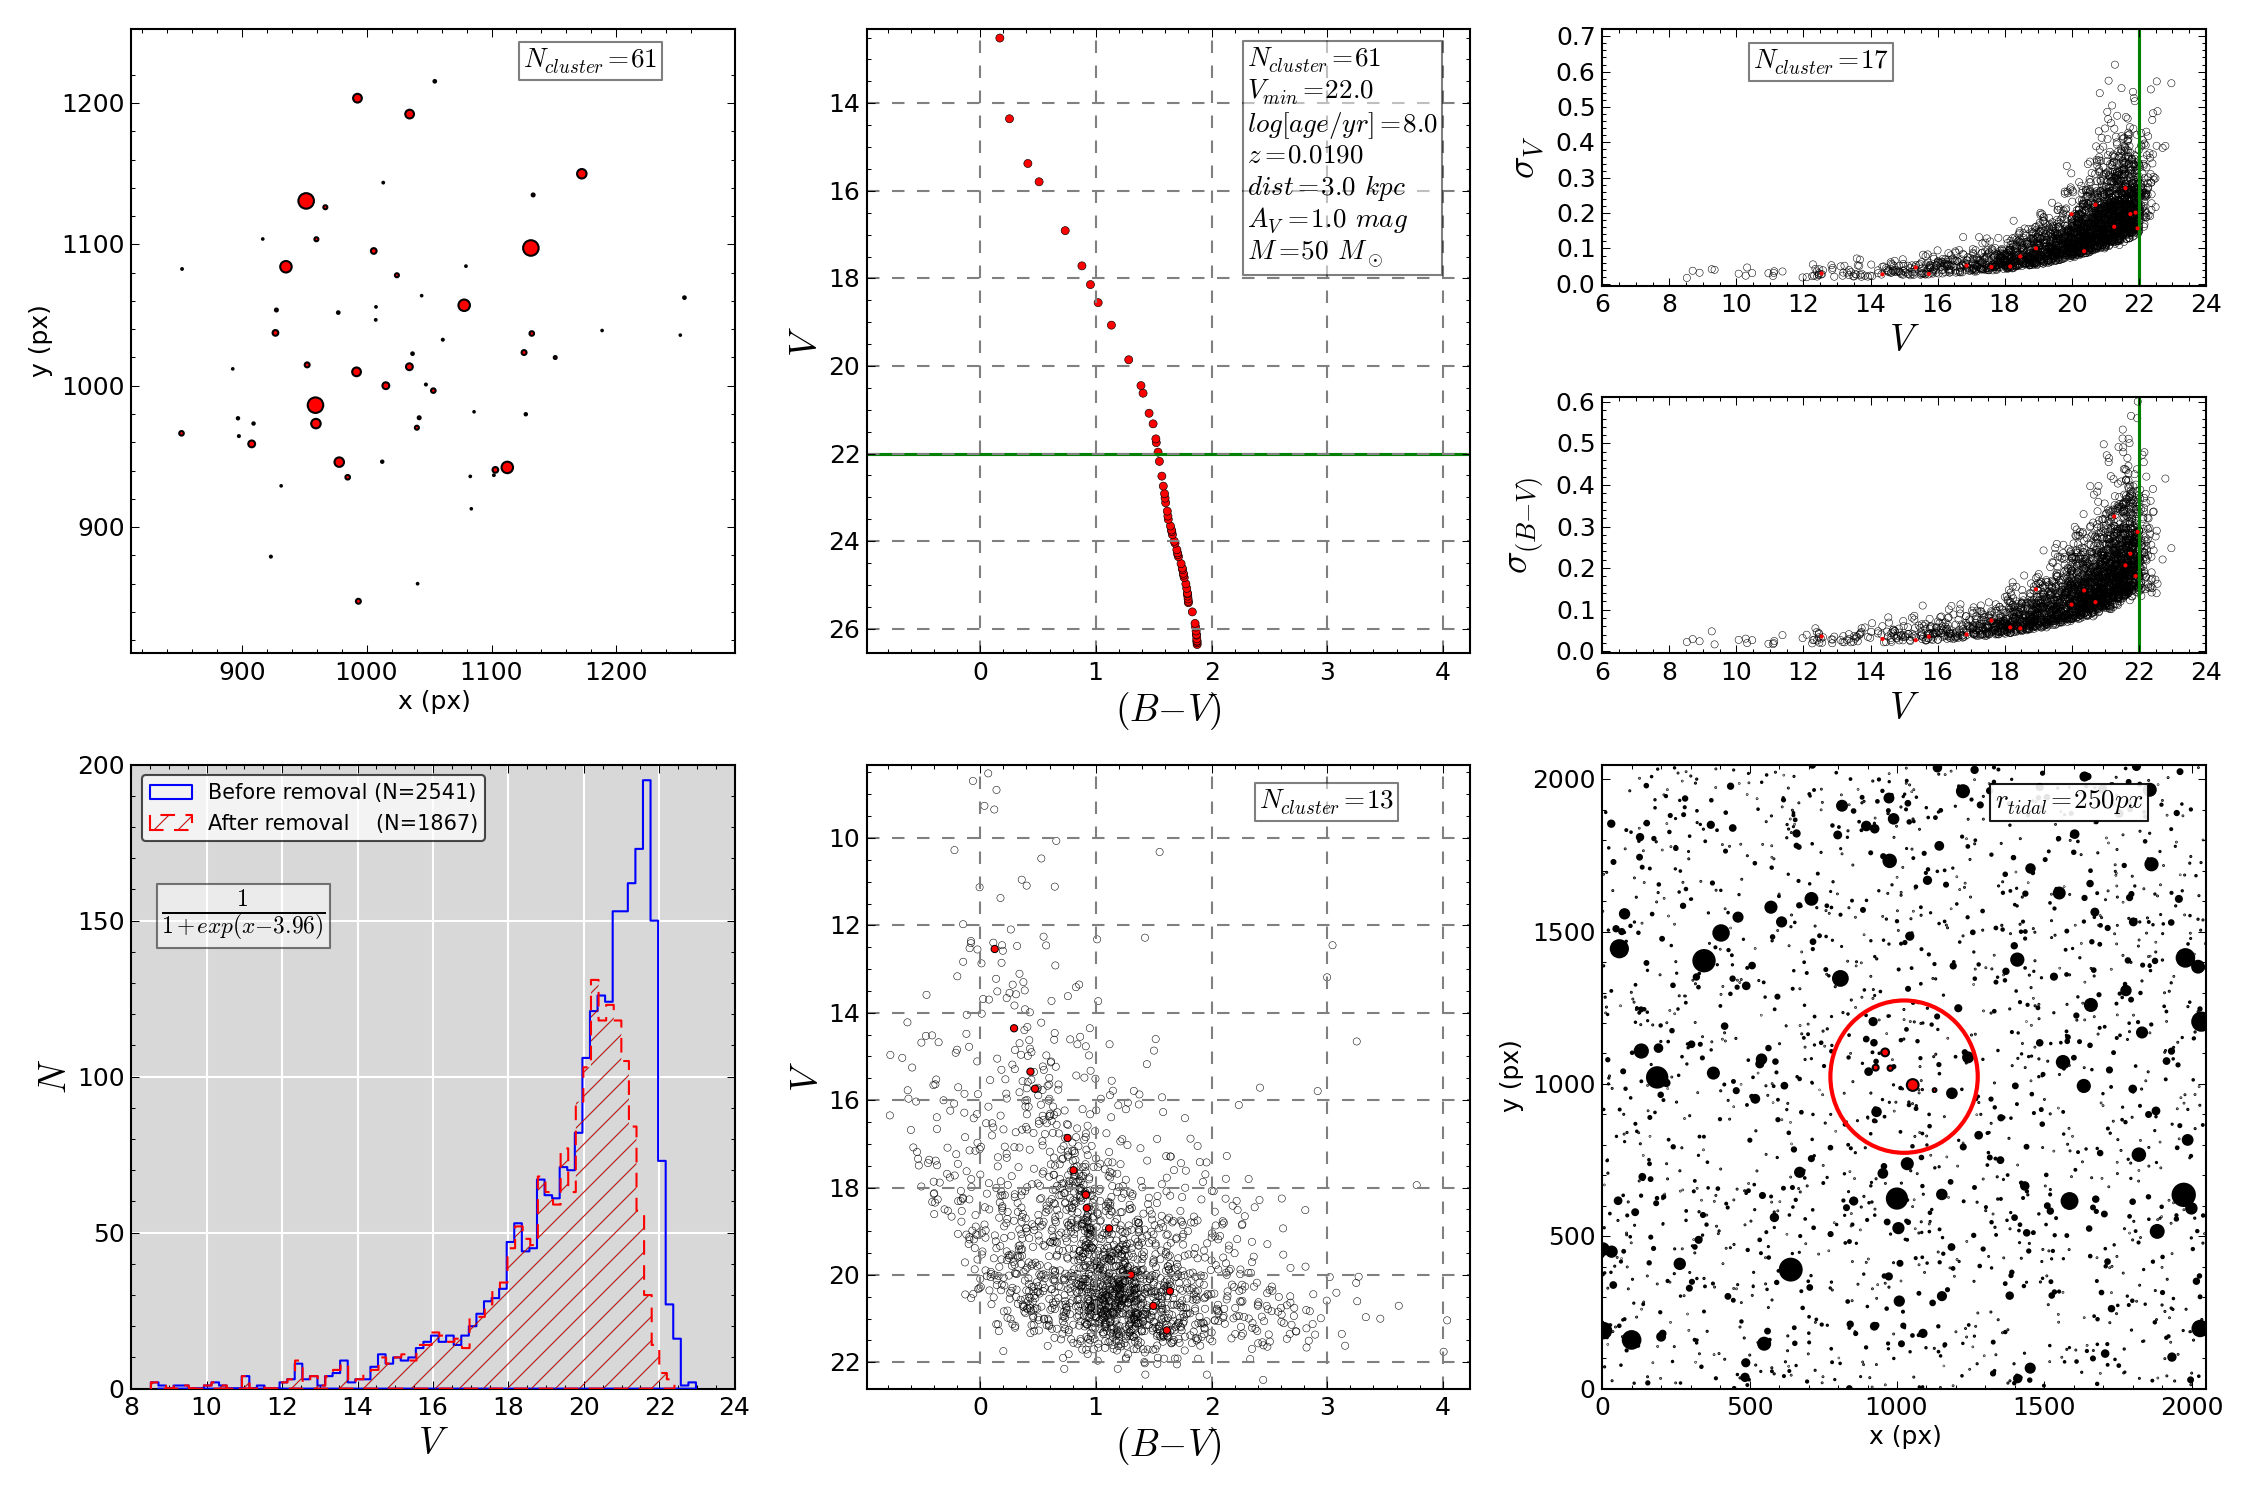 N_cluster=61
1200
1100
1000
900
y (px)
900 1000 1100 1200
x (px)
N_cluster=61
V_min=22.0
log[age/yr]=8.0
z=0.0190
dist=3.0 kpc
A_V=1.0 mag
M=50 M_⊙
14
16
18
20
22
24
26
V
0 1 2 3 4
(B−V)
N_cluster=17
0.7
0.6
0.5
0.4
0.3
0.2
0.1
0.0
σ_V
6 8 10 12 14 16 18 20 22 24
V
0.6
0.5
0.4
0.3
0.2
0.1
0.0
σ_(B−V)
6 8 10 12 14 16 18 20 22 24
V
Before removal (N=2541)
After removal (N=1867)
1
1+exp(x−3.96)
200
150
100
50
0
N
8 10 12 14 16 18 20 22 24
V
N_cluster=13
10
12
14
16
18
20
22
V
0 1 2 3 4
(B−V)
r_tidal=250px
2000
1500
1000
500
0
y (px)
0 500 1000 1500 2000
x (px)